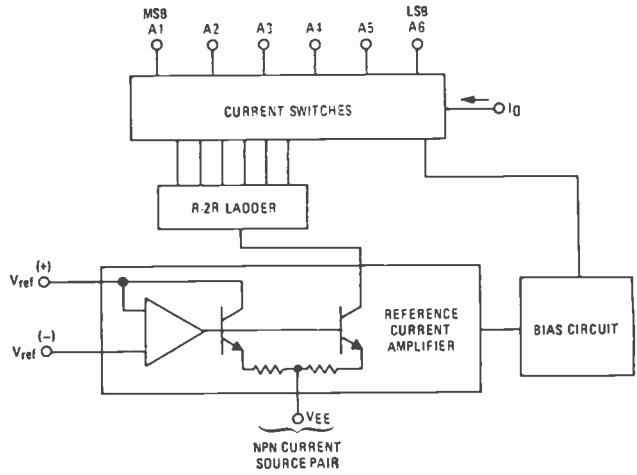 MSB
LSB
A1 A2 A3 A4 A5 A6
CURRENT SWITCHES
IO
R-2R LADDER
Vref (+)
Vref (-)
REFERENCE
CURRENT
AMPLIFIER
BIAS CIRCUIT
VEE
NPN CURRENT
SOURCE PAIR